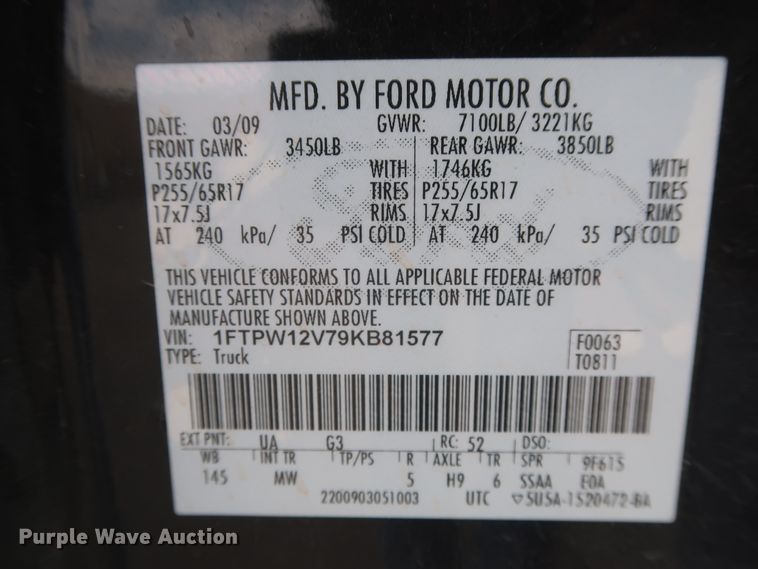 MFD. BY FORD MOTOR CO.
DATE: 03/09 GVWR: 7100LB/ 3221KG
FRONT GAWR: 3450LB REAR GAWR: 3850LB
1565KG WITH 1746KG WITH
P255/65R17 TIRES P255/65R17 TIRES
17x7.5J RIMS 17x7.5J RIMS
AT 240 kPa/ 35 PSI COLD AT 240 kPa/ 35 PSI COLD
THIS VEHICLE CONFORMS TO ALL APPLICABLE FEDERAL MOTOR
VEHICLE SAFETY STANDARDS IN EFFECT ON THE DATE OF
MANUFACTURE SHOWN ABOVE.
VIN: 1FTPW12V79KB81577 F0063
TYPE: Truck T0811
EXT PNT: UA G3 RC: 52 DSO:
WB INT TR TP/PS R AXLE TR SPR 9F615
145 MW 5 H9 6 SSAA EOA
2200903051003 UTC ▽5U5A-1520472-BA
Purple Wave Auction